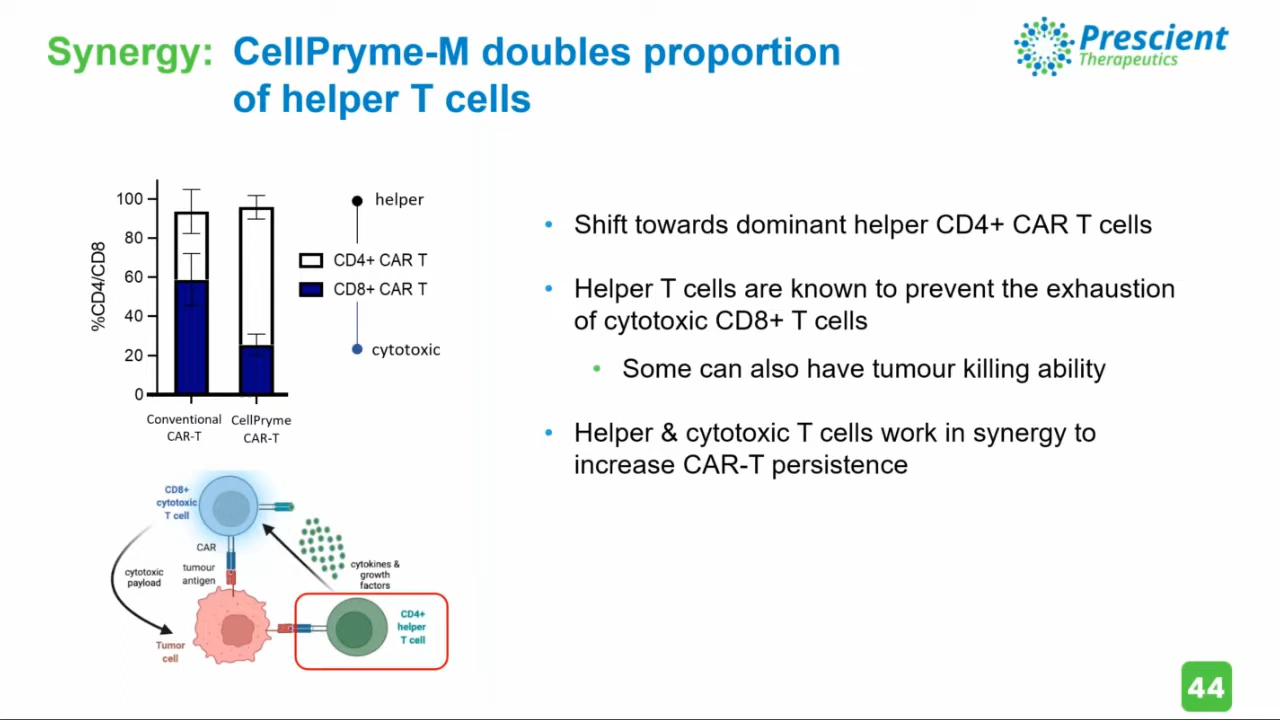 Synergy: CellPryme-M doubles proportion
of helper T cells
Prescient
Therapeutics
%CD4/CD8
100
80
60
40
20
0
Conventional
CAR-T
CellPryme
CAR-T
helper
CD4+ CAR T
CD8+ CAR T
cytotoxic
• Shift towards dominant helper CD4+ CAR T cells
• Helper T cells are known to prevent the exhaustion
of cytotoxic CD8+ T cells
• Some can also have tumour killing ability
• Helper & cytotoxic T cells work in synergy to
increase CAR-T persistence
CD8+
cytotoxic
T cell
CAR
tumour
antigen
cytotoxic
payload
cytokines &
growth
factors
CD4+
helper
T cell
Tumor
cell
44